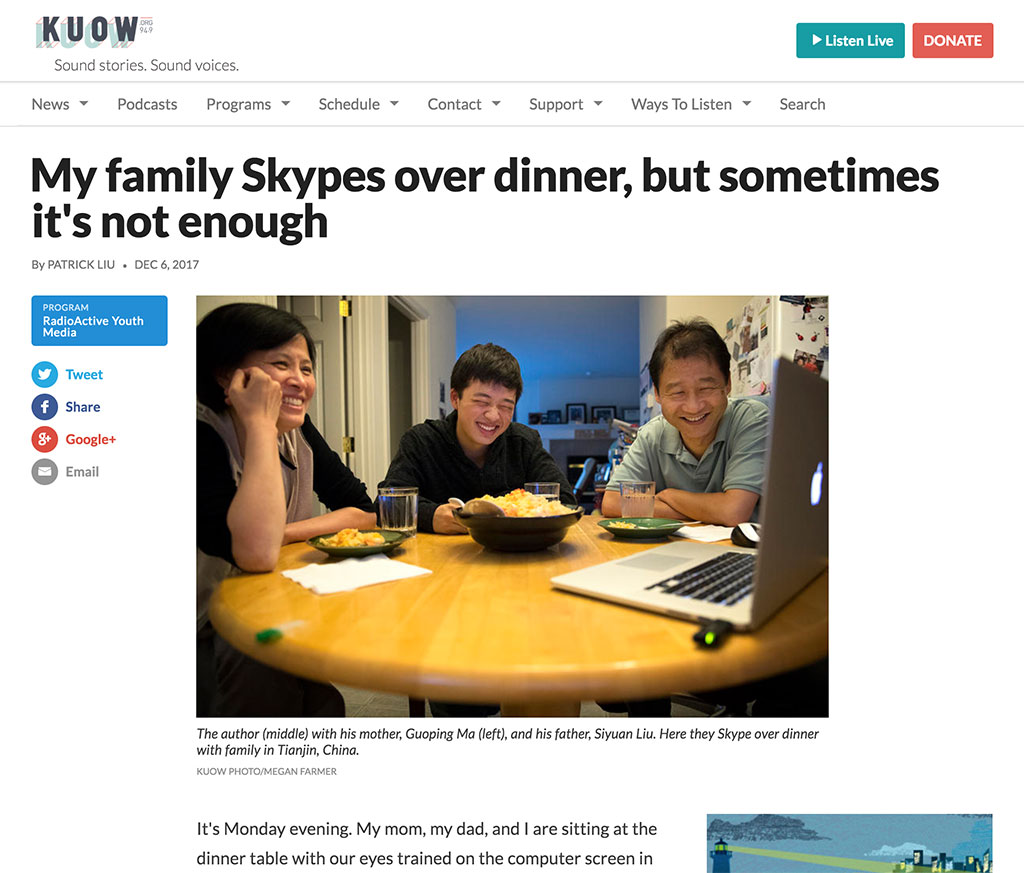 KUOW
.ORG
94.9
Sound stories. Sound voices.
Listen Live
DONATE
News
Podcasts
Programs
Schedule
Contact
Support
Ways To Listen
Search
My family Skypes over dinner, but sometimes
it's not enough
By PATRICK LIU • DEC 6, 2017
PROGRAM
RadioActive Youth
Media
Tweet
Share
Google+
Email
The author (middle) with his mother, Guoping Ma (left), and his father, Siyuan Liu. Here they Skype over dinner
with family in Tianjin, China.
KUOW PHOTO/MEGAN FARMER
It's Monday evening. My mom, my dad, and I are sitting at the
dinner table with our eyes trained on the computer screen in